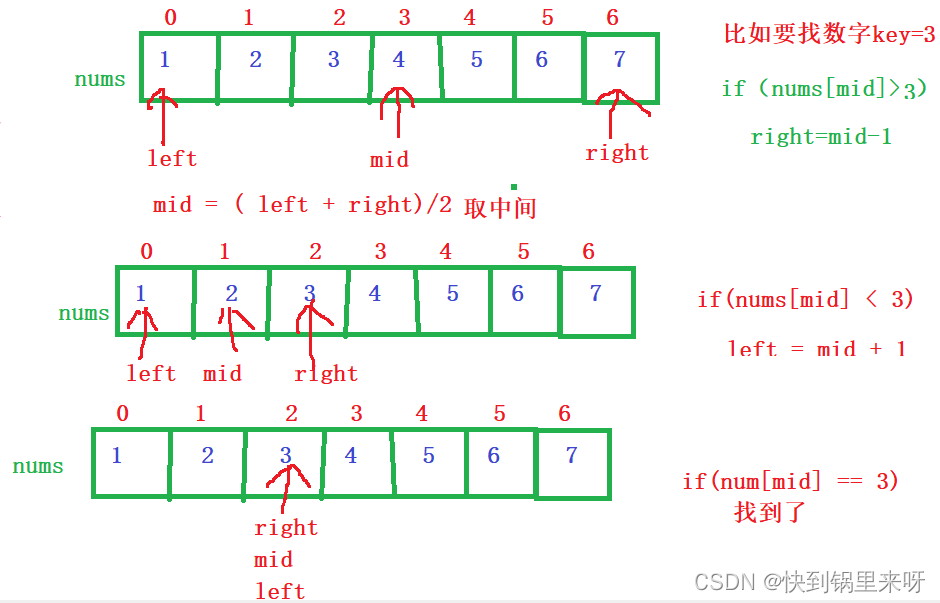 0 1 2 3 4 5 6
比如要找数字key=3
nums 1 2 3 4 5 6 7
if (nums[mid]>3)
right=mid-1
left mid right
mid = ( left + right)/2 取中间
0 1 2 3 4 5 6
nums 1 2 3 4 5 6 7
if(nums[mid] < 3)
left = mid + 1
left mid right
0 1 2 3 4 5 6
nums 1 2 3 4 5 6 7
if(num[mid] == 3)
找到了
right
mid
left
CSDN @快到锅里来呀